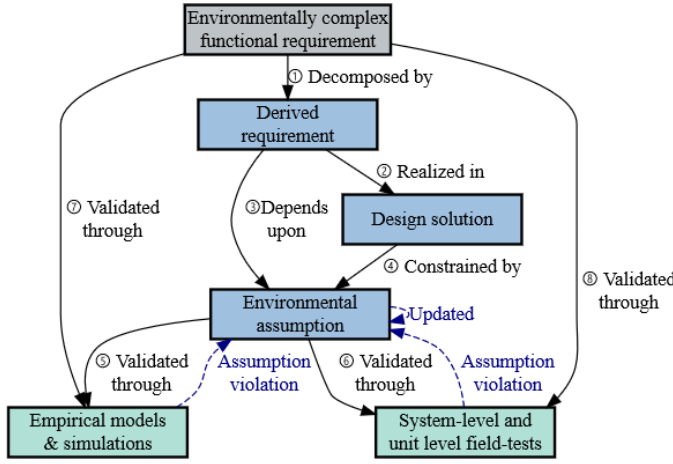 Environmentally complex
functional requirement
① Decomposed by
Derived
requirement
② Realized in
③Depends
upon
⑦ Validated
through
Design solution
④ Constrained by
⑧ Validated
through
Environmental
assumption
Updated
⑤ Validated
through
Assumption
violation
⑥ Validated
through
Assumption
violation
Empirical models
& simulations
System-level and
unit level field-tests